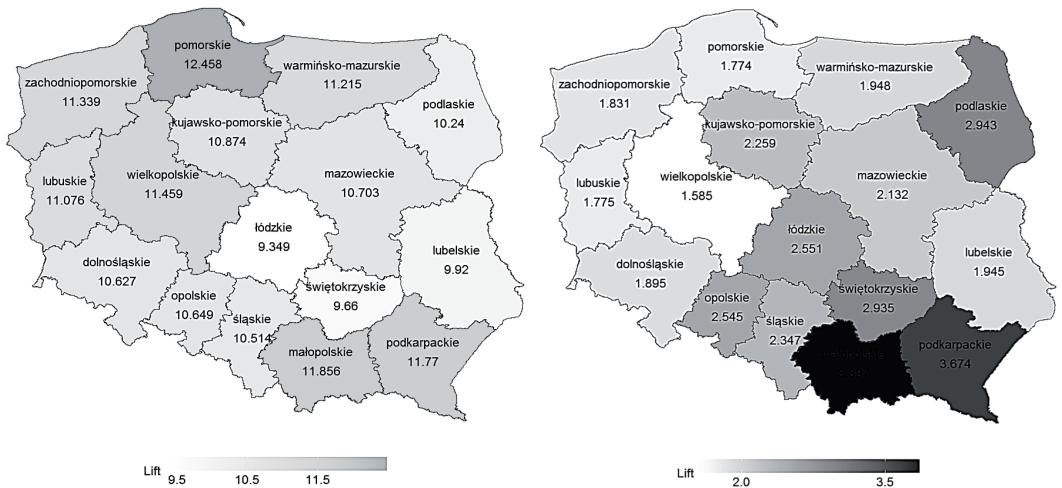 pomorskie
12.458
zachodniopomorskie
11.339
warmińsko-mazurskie
11.215
podlaskie
10.24
kujawsko-pomorskie
10.874
lubuskie
11.076
wielkopolskie
11.459
mazowieckie
10.703
łódzkie
9.349
lubelskie
9.92
dolnośląskie
10.627
opolskie
10.649
śląskie
10.514
świętokrzyskie
9.66
małopolskie
11.856
podkarpackie
11.77
Lift 9.5 10.5 11.5
pomorskie
1.774
zachodniopomorskie
1.831
warmińsko-mazurskie
1.948
podlaskie
2.943
kujawsko-pomorskie
2.259
lubuskie
1.775
wielkopolskie
1.585
mazowieckie
2.132
łódzkie
2.551
lubelskie
1.945
dolnośląskie
1.895
opolskie
2.545
śląskie
2.347
świętokrzyskie
2.935
podkarpackie
3.674
Lift 2.0 3.5